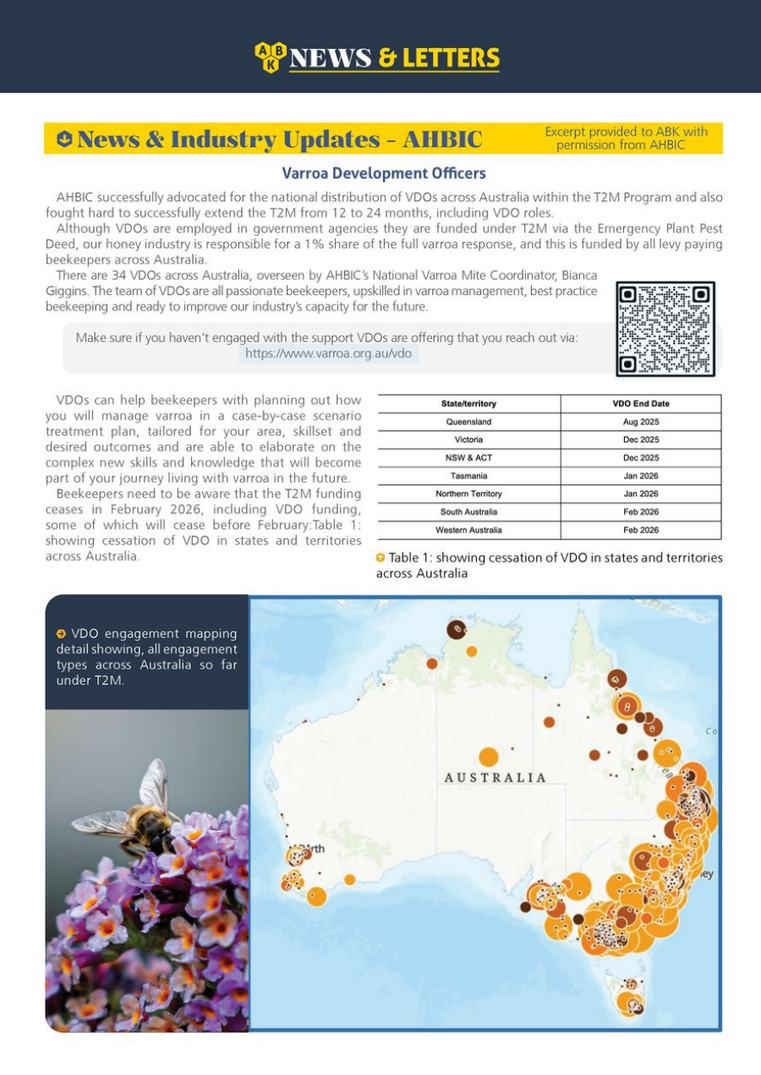 ABK NEWS & LETTERS
News & Industry Updates - AHBIC
Excerpt provided to ABK with
permission from AHBIC
Varroa Development Officers
AHBIC successfully advocated for the national distribution of VDOs across Australia within the T2M Program and also
fought hard to successfully extend the T2M from 12 to 24 months, including VDO roles.
Although VDOs are employed in government agencies they are funded under T2M via the Emergency Plant Pest
Deed, our honey industry is responsible for a 1% share of the full varroa response, and this is funded by all levy paying
beekeepers across Australia.
There are 34 VDOs across Australia, overseen by AHBIC's National Varroa Mite Coordinator, Bianca
Giggins. The team of VDOs are all passionate beekeepers, upskilled in varroa management, best practice
beekeeping and ready to improve our industry's capacity for the future.
Make sure if you haven't engaged with the support VDOs are offering that you reach out via:
https://www.varroa.org.au/vdo
VDOs can help beekeepers with planning out how
you will manage varroa in a case-by-case scenario
treatment plan, tailored for your area, skillset and
desired outcomes and are able to elaborate on the
complex new skills and knowledge that will become
part of your journey living with varroa in the future.
Beekeepers need to be aware that the T2M funding
ceases in February 2026, including VDO funding,
some of which will cease before February:Table 1:
showing cessation of VDO in states and territories
across Australia.
State/territory VDO End Date
Queensland Aug 2025
Victoria Dec 2025
NSW & ACT Dec 2025
Tasmania Jan 2026
Northern Territory Jan 2026
South Australia Feb 2026
Western Australia Feb 2026
Table 1: showing cessation of VDO in states and territories
across Australia
VDO engagement mapping
detail showing, all engagement
types across Australia so far
under T2M.
AUSTRALIA